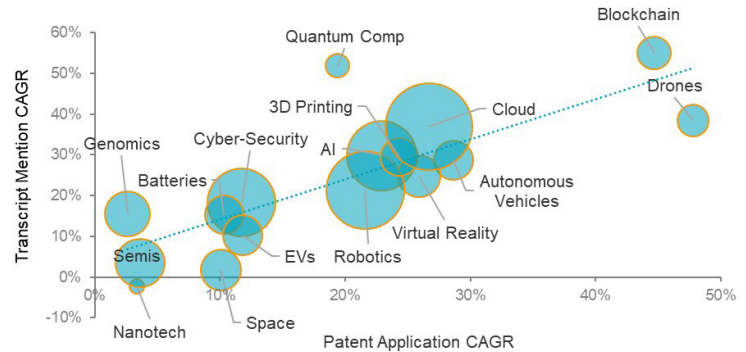 Blockchain
60%
Quantum Comp
50%
Drones
3D Printing
Cloud
40%
Genomics
Cyber-Security
AI
30%
Batteries
Autonomous
Vehicles
20%
Virtual Reality
10%
Semis
EVs
Robotics
0%
0%
10%
20%
30%
40%
50%
-10%
Nanotech
Space
Patent Application CAGR
Transcript Mention CAGR